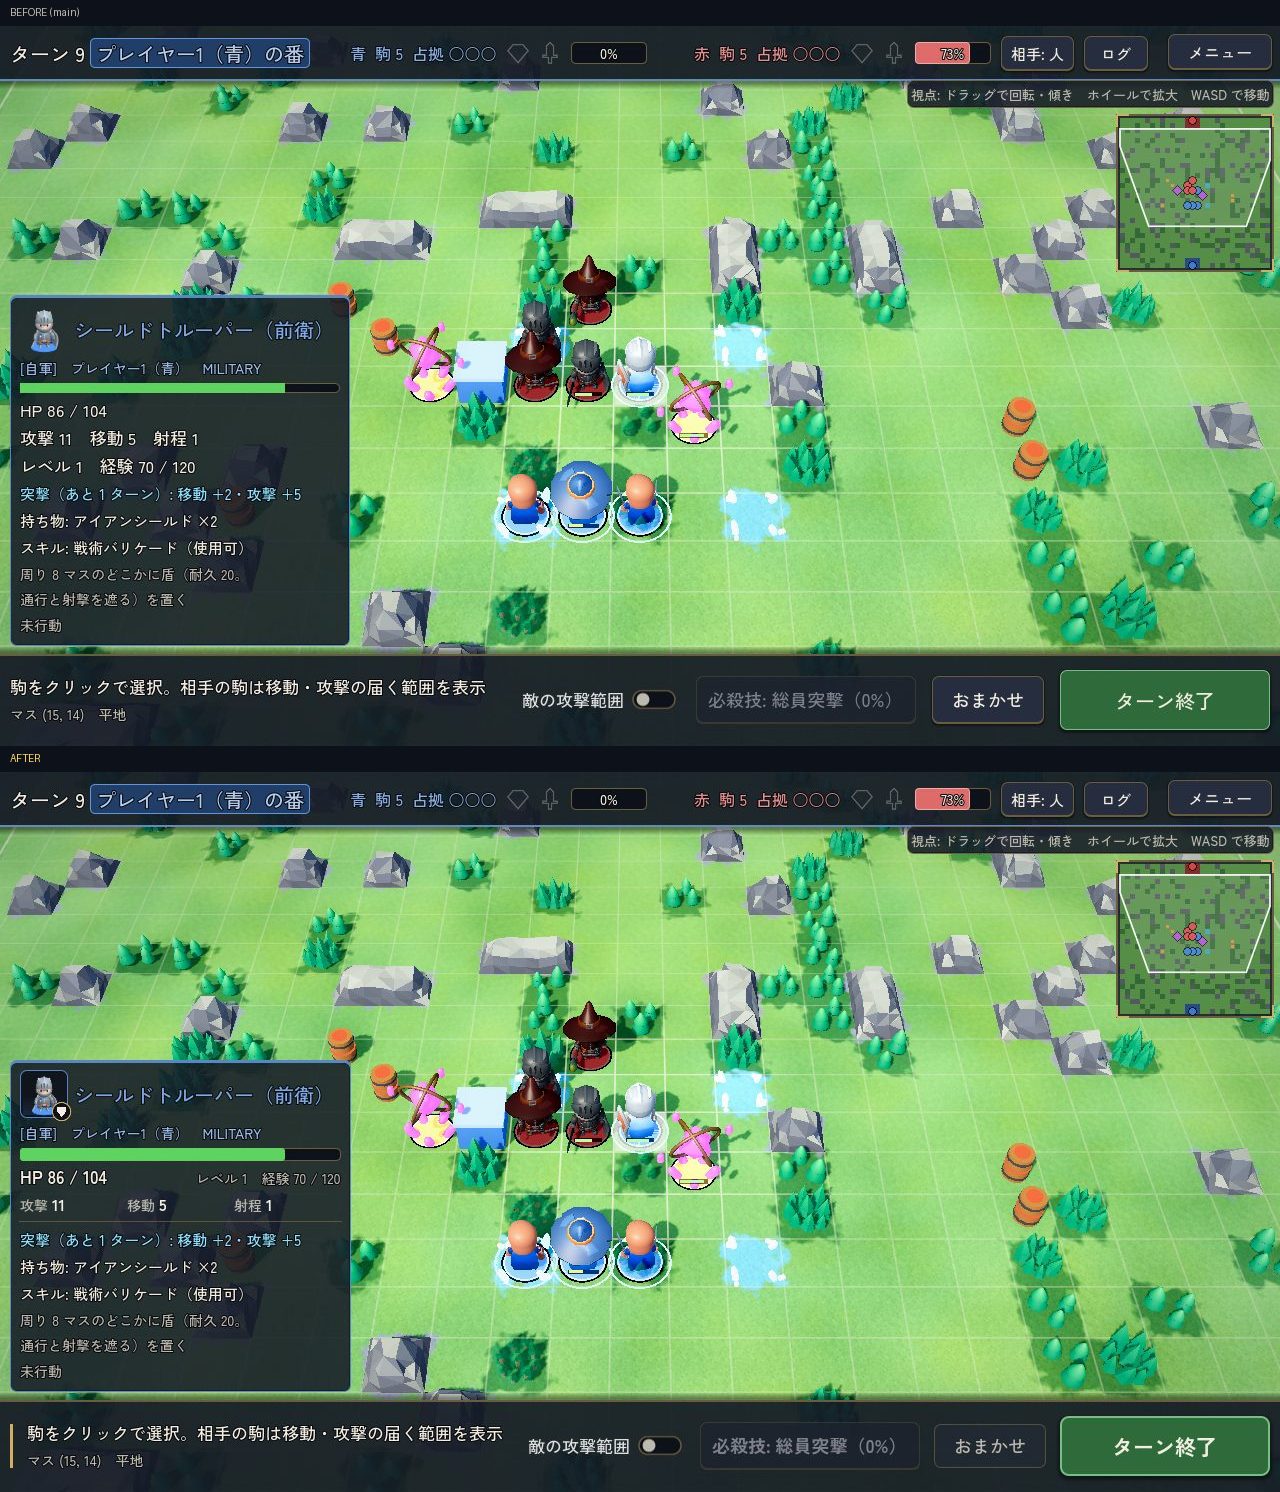 BEFORE (main)
ターン 9 プレイヤー1（青）の番 青 駒 5 占拠 〇〇〇 0% 赤 駒 5 占拠 〇〇〇 73% 相手: 人 ログ メニュー
視点: ドラッグで回転・傾き ホイールで拡大 WASD で移動
シールドトルーパー（前衛）
[自軍] プレイヤー1（青） MILITARY
HP 86 / 104
攻撃 11 移動 5 射程 1
レベル 1 経験 70 / 120
突撃（あと 1 ターン）: 移動 +2・攻撃 +5
持ち物: アイアンシールド ×2
スキル: 戦術バリケード（使用可）
周り 8 マスのどこかに盾（耐久 20。
通行と射撃を遮る）を置く
未行動
駒をクリックで選択。相手の駒は移動・攻撃の届く範囲を表示
マス (15, 14) 平地
敵の攻撃範囲 必殺技: 総員突撃（0%） おまかせ ターン終了
AFTER
ターン 9 プレイヤー1（青）の番 青 駒 5 占拠 〇〇〇 0% 赤 駒 5 占拠 〇〇〇 73% 相手: 人 ログ メニュー
視点: ドラッグで回転・傾き ホイールで拡大 WASD で移動
シールドトルーパー（前衛）
[自軍] プレイヤー1（青） MILITARY
HP 86 / 104 レベル 1 経験 70 / 120
攻撃 11 移動 5 射程 1
突撃（あと 1 ターン）: 移動 +2・攻撃 +5
持ち物: アイアンシールド ×2
スキル: 戦術バリケード（使用可）
周り 8 マスのどこかに盾（耐久 20。
通行と射撃を遮る）を置く
未行動
駒をクリックで選択。相手の駒は移動・攻撃の届く範囲を表示
マス (15, 14) 平地
敵の攻撃範囲 必殺技: 総員突撃（0%） おまかせ ターン終了